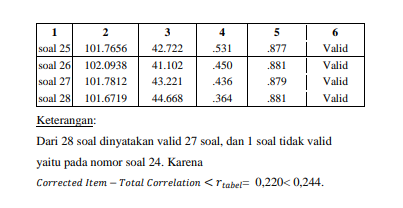 1 2 3 4 5 6
soal 25 101.7656 42.722 .531 .877 Valid
soal 26 102.0938 41.102 .450 .881 Valid
soal 27 101.7812 43.221 .436 .879 Valid
soal 28 101.6719 44.668 .364 .881 Valid
Keterangan:
Dari 28 soal dinyatakan valid 27 soal, dan 1 soal tidak valid
yaitu pada nomor soal 24. Karena
Corrected Item – Total Correlation < rtabel= 0,220< 0,244.